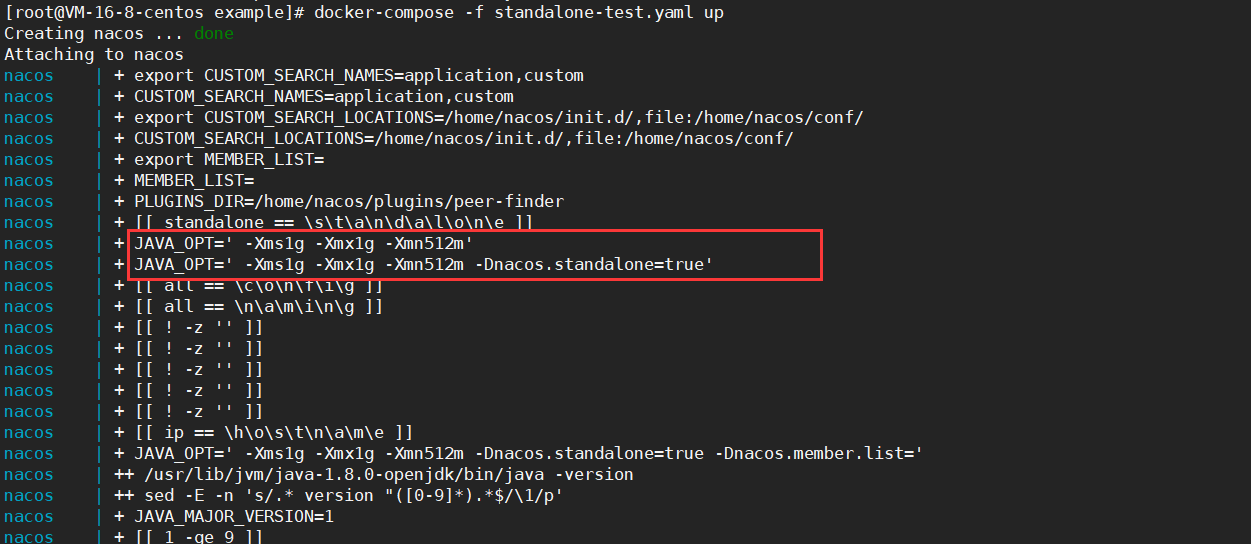 [root@VM-16-8-centos example]# docker-compose -f standalone-test.yaml up
Creating nacos ... done
Attaching to nacos
nacos    | + export CUSTOM_SEARCH_NAMES=application,custom
nacos    | + CUSTOM_SEARCH_NAMES=application,custom
nacos    | + export CUSTOM_SEARCH_LOCATIONS=/home/nacos/init.d/,file:/home/nacos/conf/
nacos    | + CUSTOM_SEARCH_LOCATIONS=/home/nacos/init.d/,file:/home/nacos/conf/
nacos    | + export MEMBER_LIST=
nacos    | + MEMBER_LIST=
nacos    | + PLUGINS_DIR=/home/nacos/plugins/peer-finder
nacos    | + [[ standalone == \s\t\a\n\d\a\l\o\n\e ]]
nacos    | + JAVA_OPT=' -Xms1g -Xmx1g -Xmn512m'
nacos    | + JAVA_OPT=' -Xms1g -Xmx1g -Xmn512m -Dnacos.standalone=true'
nacos    | + [[ all == \c\o\n\f\i\g ]]
nacos    | + [[ all == \n\a\m\i\n\g ]]
nacos    | + [[ ! -z '' ]]
nacos    | + [[ ! -z '' ]]
nacos    | + [[ ! -z '' ]]
nacos    | + [[ ! -z '' ]]
nacos    | + [[ ! -z '' ]]
nacos    | + [[ ip == \h\o\s\t\n\a\m\e ]]
nacos    | + JAVA_OPT=' -Xms1g -Xmx1g -Xmn512m -Dnacos.standalone=true -Dnacos.member.list='
nacos    | ++ /usr/lib/jvm/java-1.8.0-openjdk/bin/java -version
nacos    | ++ sed -E -n 's/.* version "([0-9]*).*$/\1/p'
nacos    | + JAVA_MAJOR_VERSION=1
nacos    | + [[ 1 -ge 9 ]]